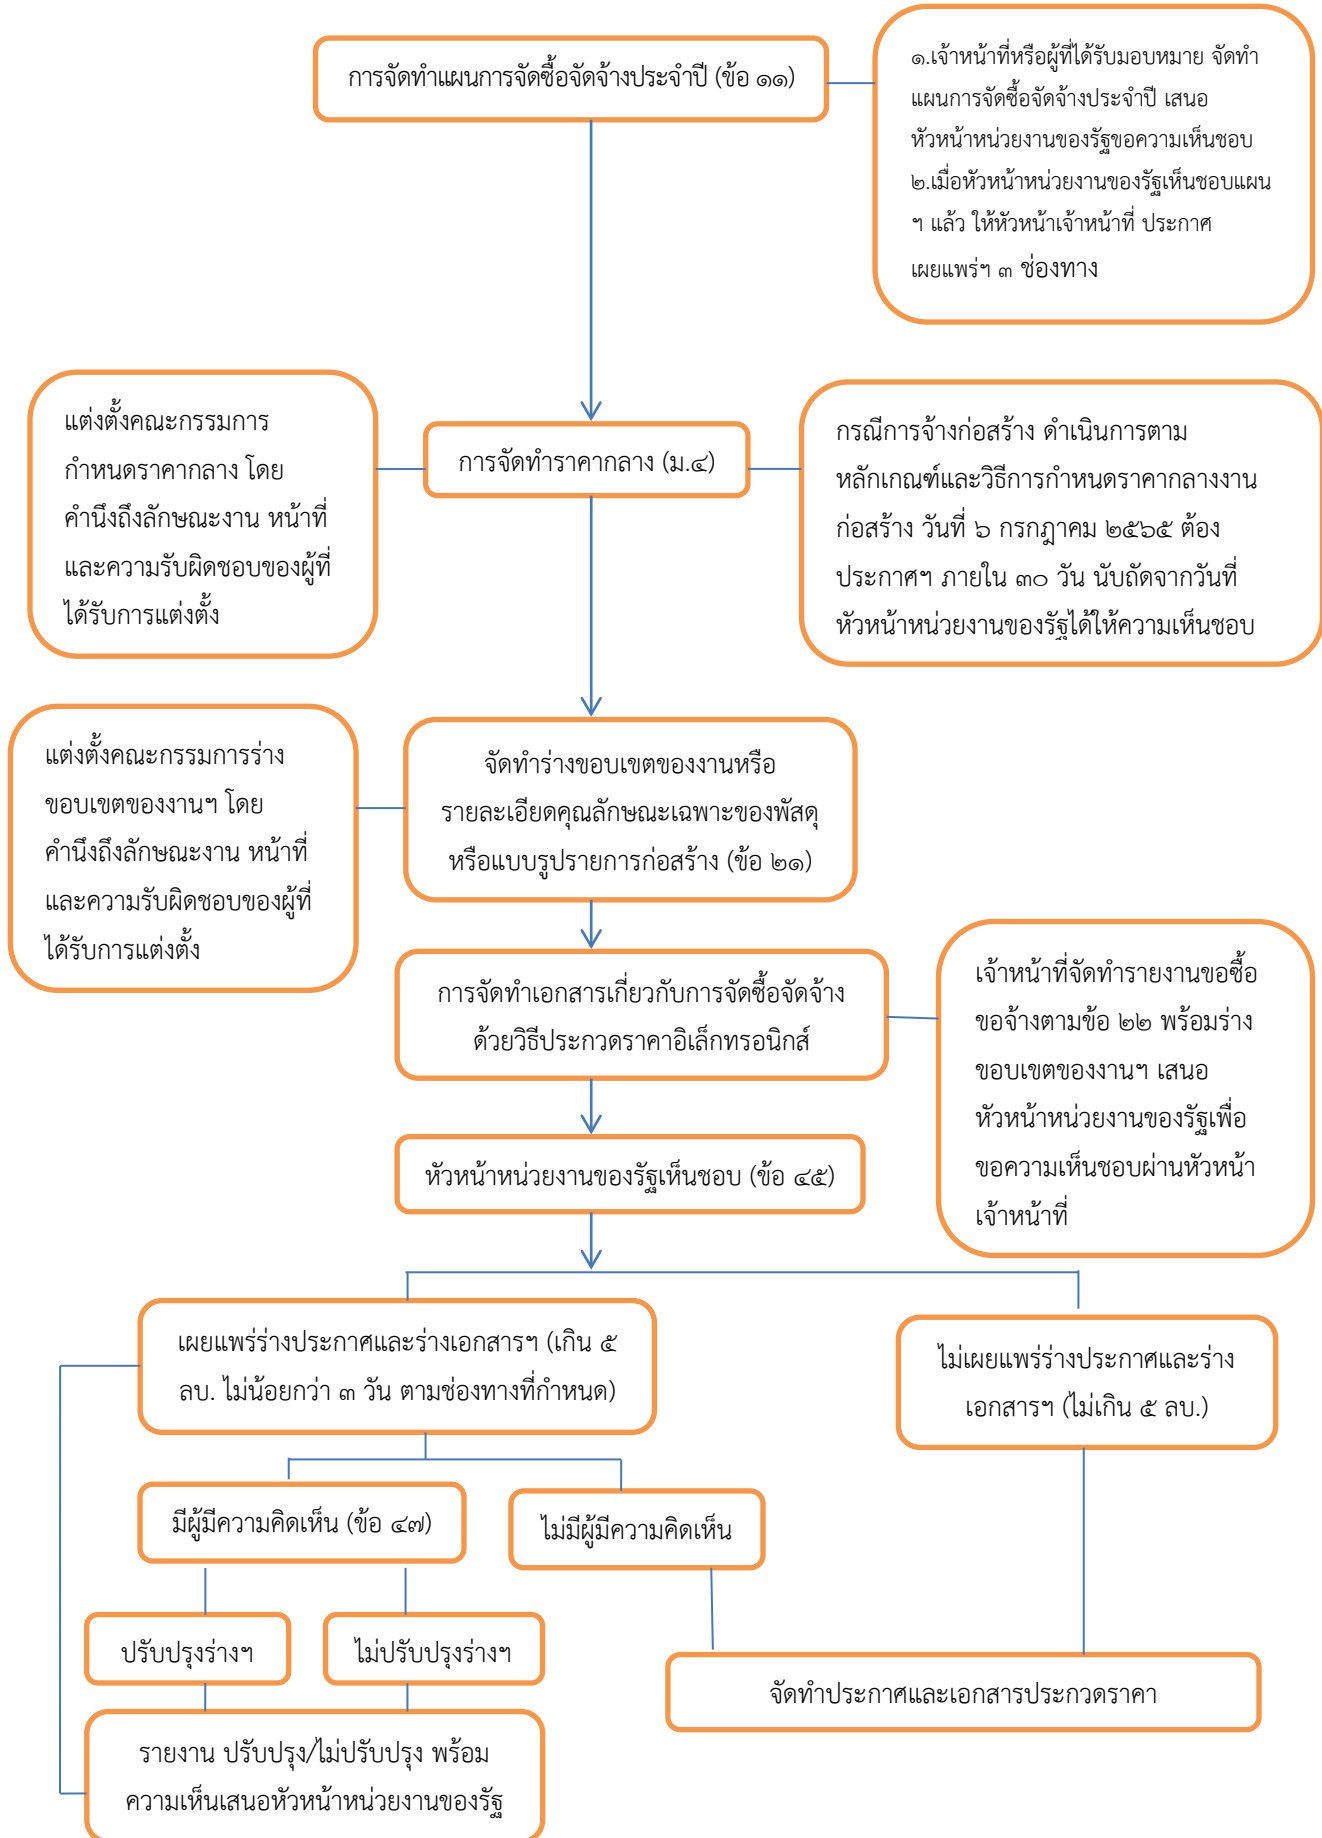 การจัดทำแผนการจัดซื้อจัดจ้างประจำปี (ข้อ ๑๑)
๑.เจ้าหน้าที่หรือผู้ที่ได้รับมอบหมาย จัดทำ
แผนการจัดซื้อจัดจ้างประจำปี เสนอ
หัวหน้าหน่วยงานของรัฐขอความเห็นชอบ
๒.เมื่อหัวหน้าหน่วยงานของรัฐเห็นชอบแผน
ฯ แล้ว ให้หัวหน้าเจ้าหน้าที่ ประกาศ
เผยแพร่ฯ ๓ ช่องทาง
แต่งตั้งคณะกรรมการ
กำหนดราคากลาง โดย
คำนึงถึงลักษณะงาน หน้าที่
และความรับผิดชอบของผู้ที่
ได้รับการแต่งตั้ง
การจัดทำราคากลาง (ม.๔)
กรณีการจ้างก่อสร้าง ดำเนินการตาม
หลักเกณฑ์และวิธีการกำหนดราคากลางงาน
ก่อสร้าง วันที่ ๖ กรกฎาคม ๒๕๖๕ ต้อง
ประกาศฯ ภายใน ๓๐ วัน นับถัดจากวันที่
หัวหน้าหน่วยงานของรัฐได้ให้ความเห็นชอบ
แต่งตั้งคณะกรรมการร่าง
ขอบเขตของงานฯ โดย
คำนึงถึงลักษณะงาน หน้าที่
และความรับผิดชอบของผู้ที่
ได้รับการแต่งตั้ง
จัดทำร่างขอบเขตของงานหรือ
รายละเอียดคุณลักษณะเฉพาะของพัสดุ
หรือแบบรูปรายการก่อสร้าง (ข้อ ๒๑)
การจัดทำเอกสารเกี่ยวกับการจัดซื้อจัดจ้าง
ด้วยวิธีประกวดราคาอิเล็กทรอนิกส์
เจ้าหน้าที่จัดทำรายงานขอซื้อ
ขอจ้างตามข้อ ๒๒ พร้อมร่าง
ขอบเขตของงานฯ เสนอ
หัวหน้าหน่วยงานของรัฐเพื่อ
ขอความเห็นชอบผ่านหัวหน้า
เจ้าหน้าที่
หัวหน้าหน่วยงานของรัฐเห็นชอบ (ข้อ ๔๕)
เผยแพร่ร่างประกาศและร่างเอกสารฯ (เกิน ๕
ลบ. ไม่น้อยกว่า ๓ วัน ตามช่องทางที่กำหนด)
ไม่เผยแพร่ร่างประกาศและร่าง
เอกสารฯ (ไม่เกิน ๕ ลบ.)
มีผู้มีความคิดเห็น (ข้อ ๔๗)
ไม่มีผู้มีความคิดเห็น
ปรับปรุงร่างฯ
ไม่ปรับปรุงร่างฯ
จัดทำประกาศและเอกสารประกวดราคา
รายงาน ปรับปรุง/ไม่ปรับปรุง พร้อม
ความเห็นเสนอหัวหน้าหน่วยงานของรัฐ